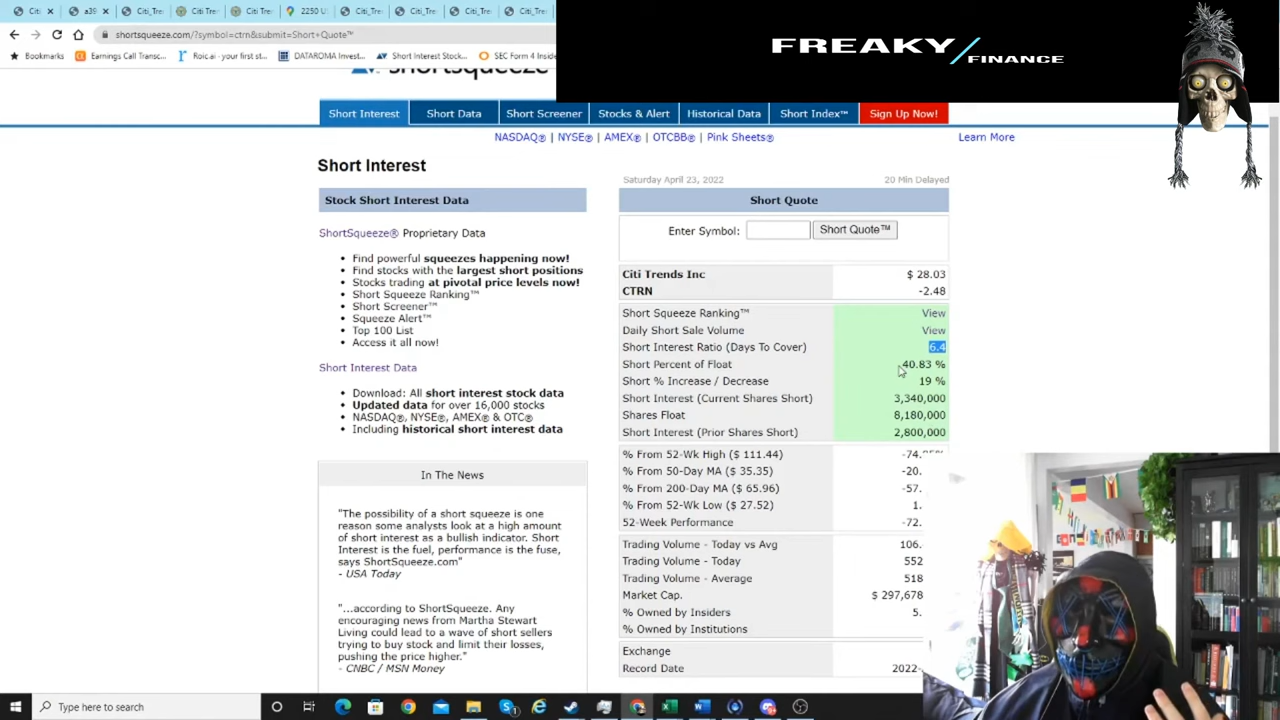 Citi
a39
Citi_Tre
Citi_Tren
Citi_Tren
2250 U
Citi_Tre
Citi_Tre
Citi_Tre
Citi_Tre
shortsqueeze.com/?symbol=ctrn&submit=Short+Quote™
Bookmarks
Earnings Call Transc...
Roic.ai - your first st...
DATAROMA Invest...
Short Interest Stock...
SEC Form 4 Inside
FREAKY/FINANCE
shortsqueeze
Short Interest
Short Data
Short Screener
Stocks & Alert
Historical Data
Short Index™
Sign Up Now!
NASDAQ® | NYSE® | AMEX® | OTCBB® | Pink Sheets®
Learn More
Short Interest
Stock Short Interest Data
ShortSqueeze® Proprietary Data
• Find powerful squeezes happening now!
• Find stocks with the largest short positions
• Stocks trading at pivotal price levels now!
• Short Squeeze Ranking™
• Short Screener™
• Squeeze Alert™
• Top 100 List
• Access it all now!
Short Interest Data
• Download: All short interest stock data
• Updated data for over 16,000 stocks
• NASDAQ®, NYSE®, AMEX® & OTC®
• Including historical short interest data
In The News
"The possibility of a short squeeze is one
reason some analysts look at a high amount
of short interest as a bullish indicator. Short
Interest is the fuel, performance is the fuse,
says ShortSqueeze.com"
- USA Today
"...according to ShortSqueeze. Any
encouraging news from Martha Stewart
Living could lead to a wave of short sellers
trying to buy stock and limit their losses,
pushing the price higher."
- CNBC / MSN Money
Saturday April 23, 2022
20 Min Delayed
Short Quote
Enter Symbol:
Short Quote™
Citi Trends Inc $ 28.03
CTRN -2.48
Short Squeeze Ranking™ View
Daily Short Sale Volume View
Short Interest Ratio (Days To Cover) 6.4
Short Percent of Float 40.83 %
Short % Increase / Decrease 19 %
Short Interest (Current Shares Short) 3,340,000
Shares Float 8,180,000
Short Interest (Prior Shares Short) 2,800,000
% From 52-Wk High ($ 111.44) -74.
% From 50-Day MA ($ 35.35) -20.
% From 200-Day MA ($ 65.96) -57.
% From 52-Wk Low ($ 27.52) 1.
52-Week Performance -72.
Trading Volume - Today vs Avg 106.
Trading Volume - Today 552
Trading Volume - Average 518
Market Cap. $ 297,678
% Owned by Insiders 5.
% Owned by Institutions
Exchange
Record Date 2022-
Type here to search